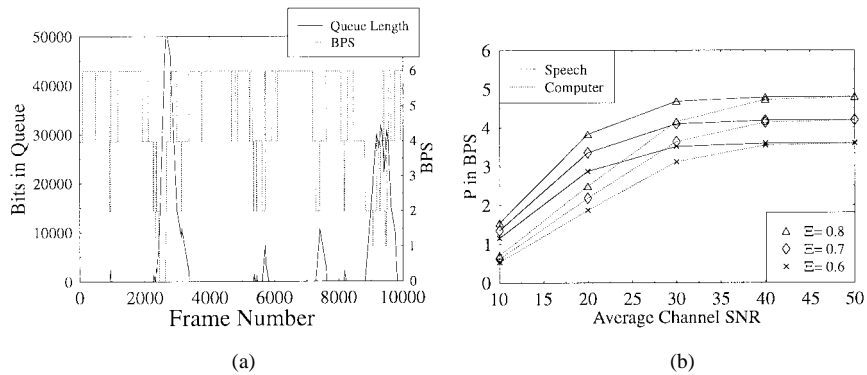 Queue Length
BPS
50000
40000
30000
20000
10000
0
Bits in Queue
6
5
4
3
2
1
0
BPS
0
2000
4000
6000
8000
10000
Frame Number
(a)
Speech
Computer
6
5
4
3
2
1
0
P in BPS
Ξ= 0.8
Ξ= 0.7
Ξ= 0.6
10
15
20
25
30
35
40
45
50
Average Channel SNR
(b)